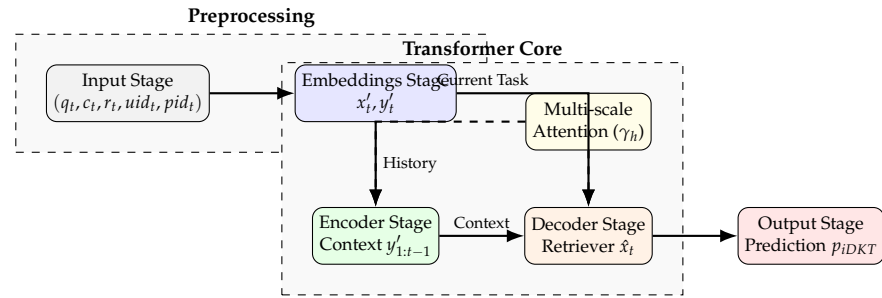 Preprocessing
Transformer Core
Input Stage
(q_t, c_t, r_t, uid_t, pid_t)
Embeddings Stage
x′_t, y′_t
Current Task
Multi-scale
Attention (γ_h)
History
Encoder Stage
Context y′_{1:t−1}
Context
Decoder Stage
Retriever x̂_t
Output Stage
Prediction p_{iDKT}